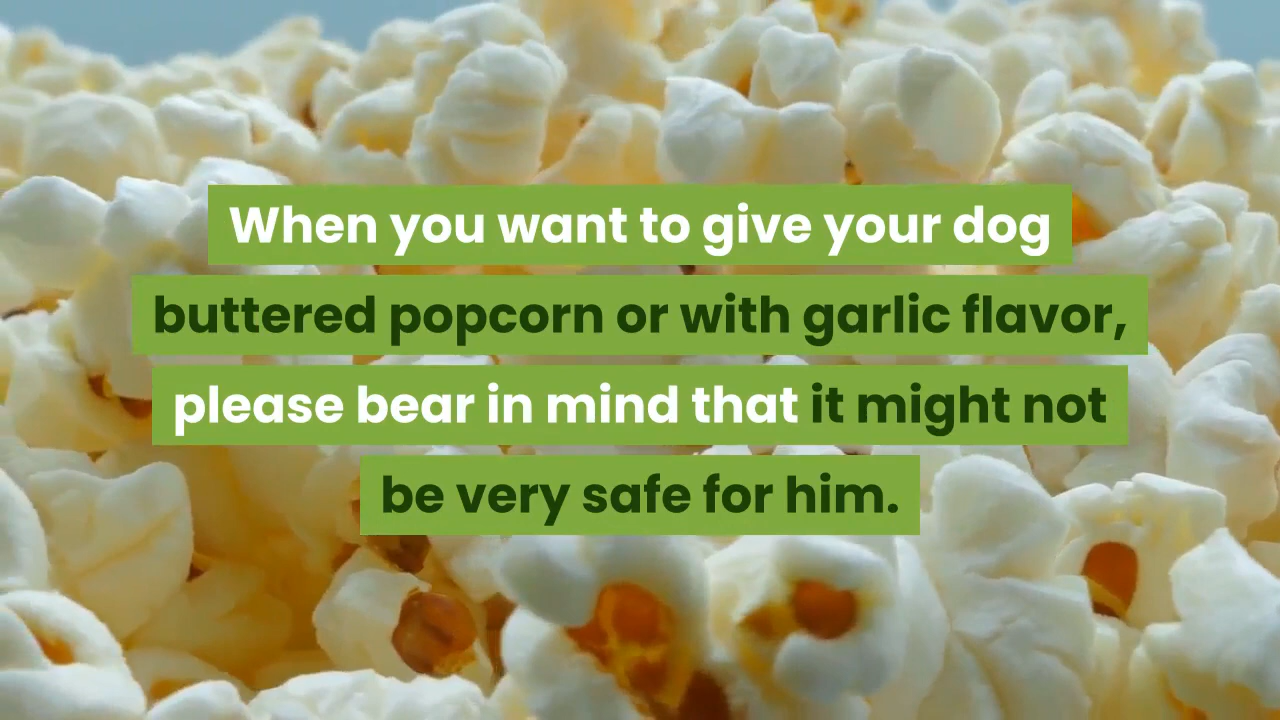 When you want to give your dog
buttered popcorn or with garlic flavor,
please bear in mind that it might not
be very safe for him.